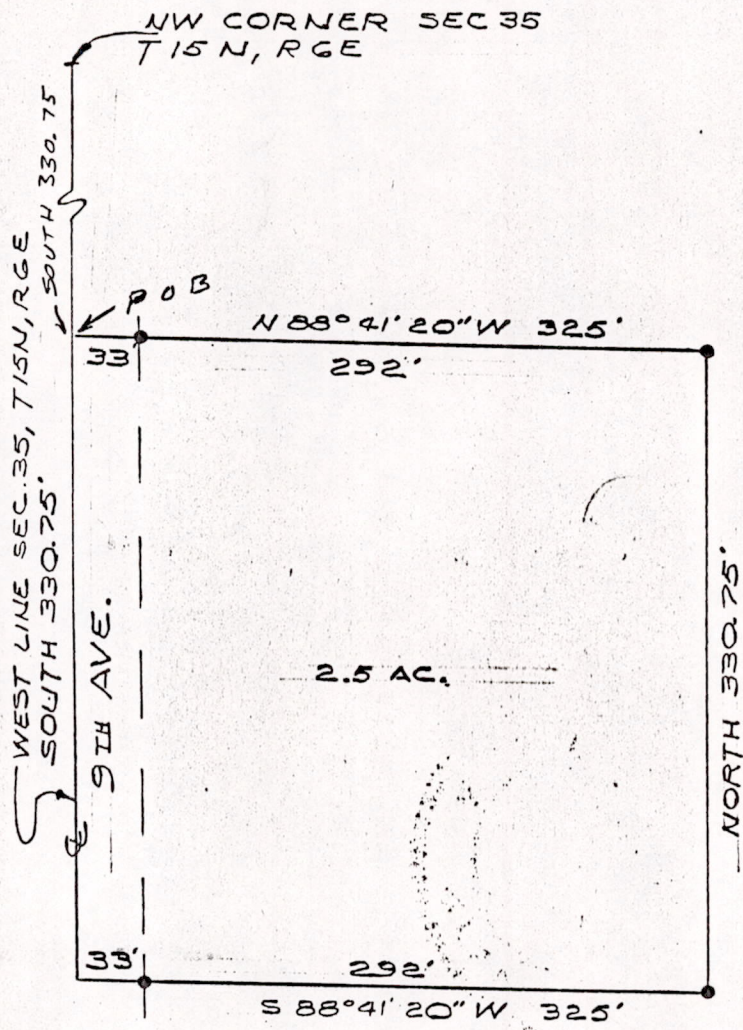 NW CORNER SEC 35
T 15 N, R 6 E
SOUTH 330.75
P O B
N 88° 41' 20" W 325'
33
292'
WEST LINE SEC. 35, T 15 N, R 6 E
SOUTH 330.75'
9TH AVE.
2.5 AC.
NORTH 330.75'
33'
292'
S 88° 41' 20" W 325'